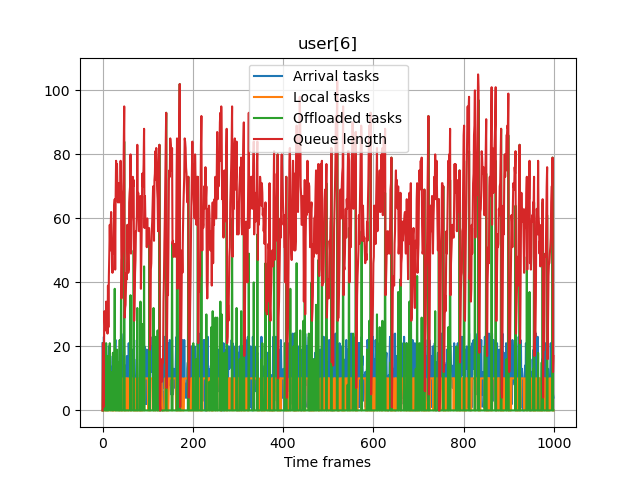 user[6]
Arrival tasks
Local tasks
Offloaded tasks
Queue length
100
80
60
40
20
0
0 200 400 600 800 1000
Time frames